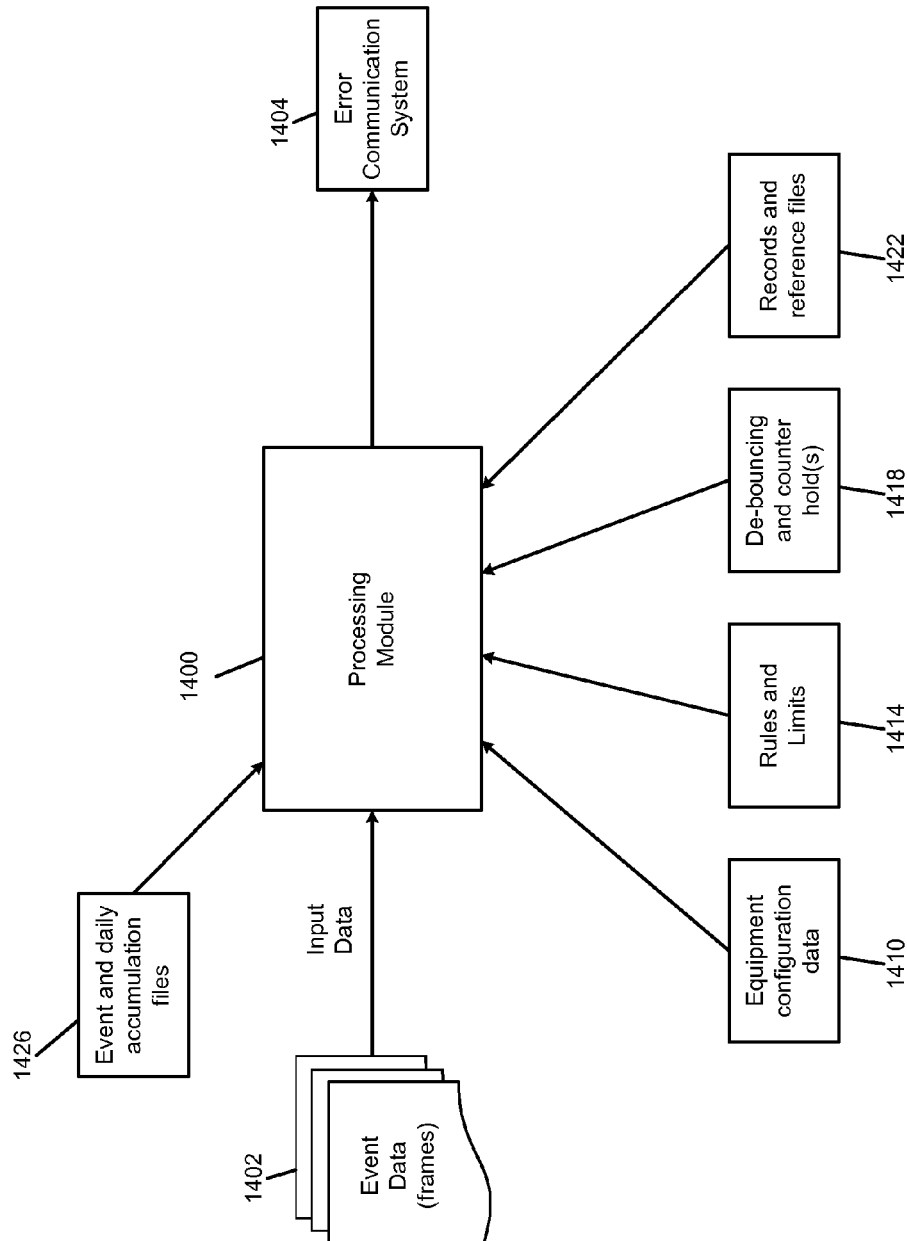 1426
Event and daily
accumulation
files
1402
Event
Data
(frames)
Input
Data
1400
Processing
Module
1404
Error
Communication
System
Equipment
configuration
data
1410
Rules and
Limits
1414
De-bouncing
and counter
hold(s)
1418
Records and
reference files
1422